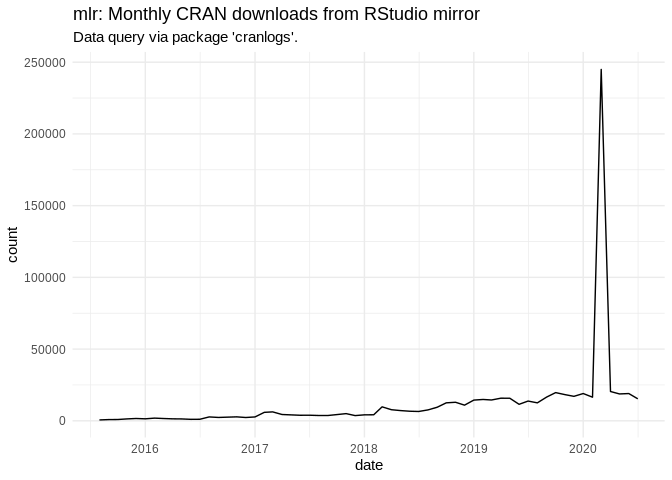 mlr: Monthly CRAN downloads from RStudio mirror
Data query via package 'cranlogs'.
250000
200000
150000
100000
50000
0
count
2016 2017 2018 2019 2020
date